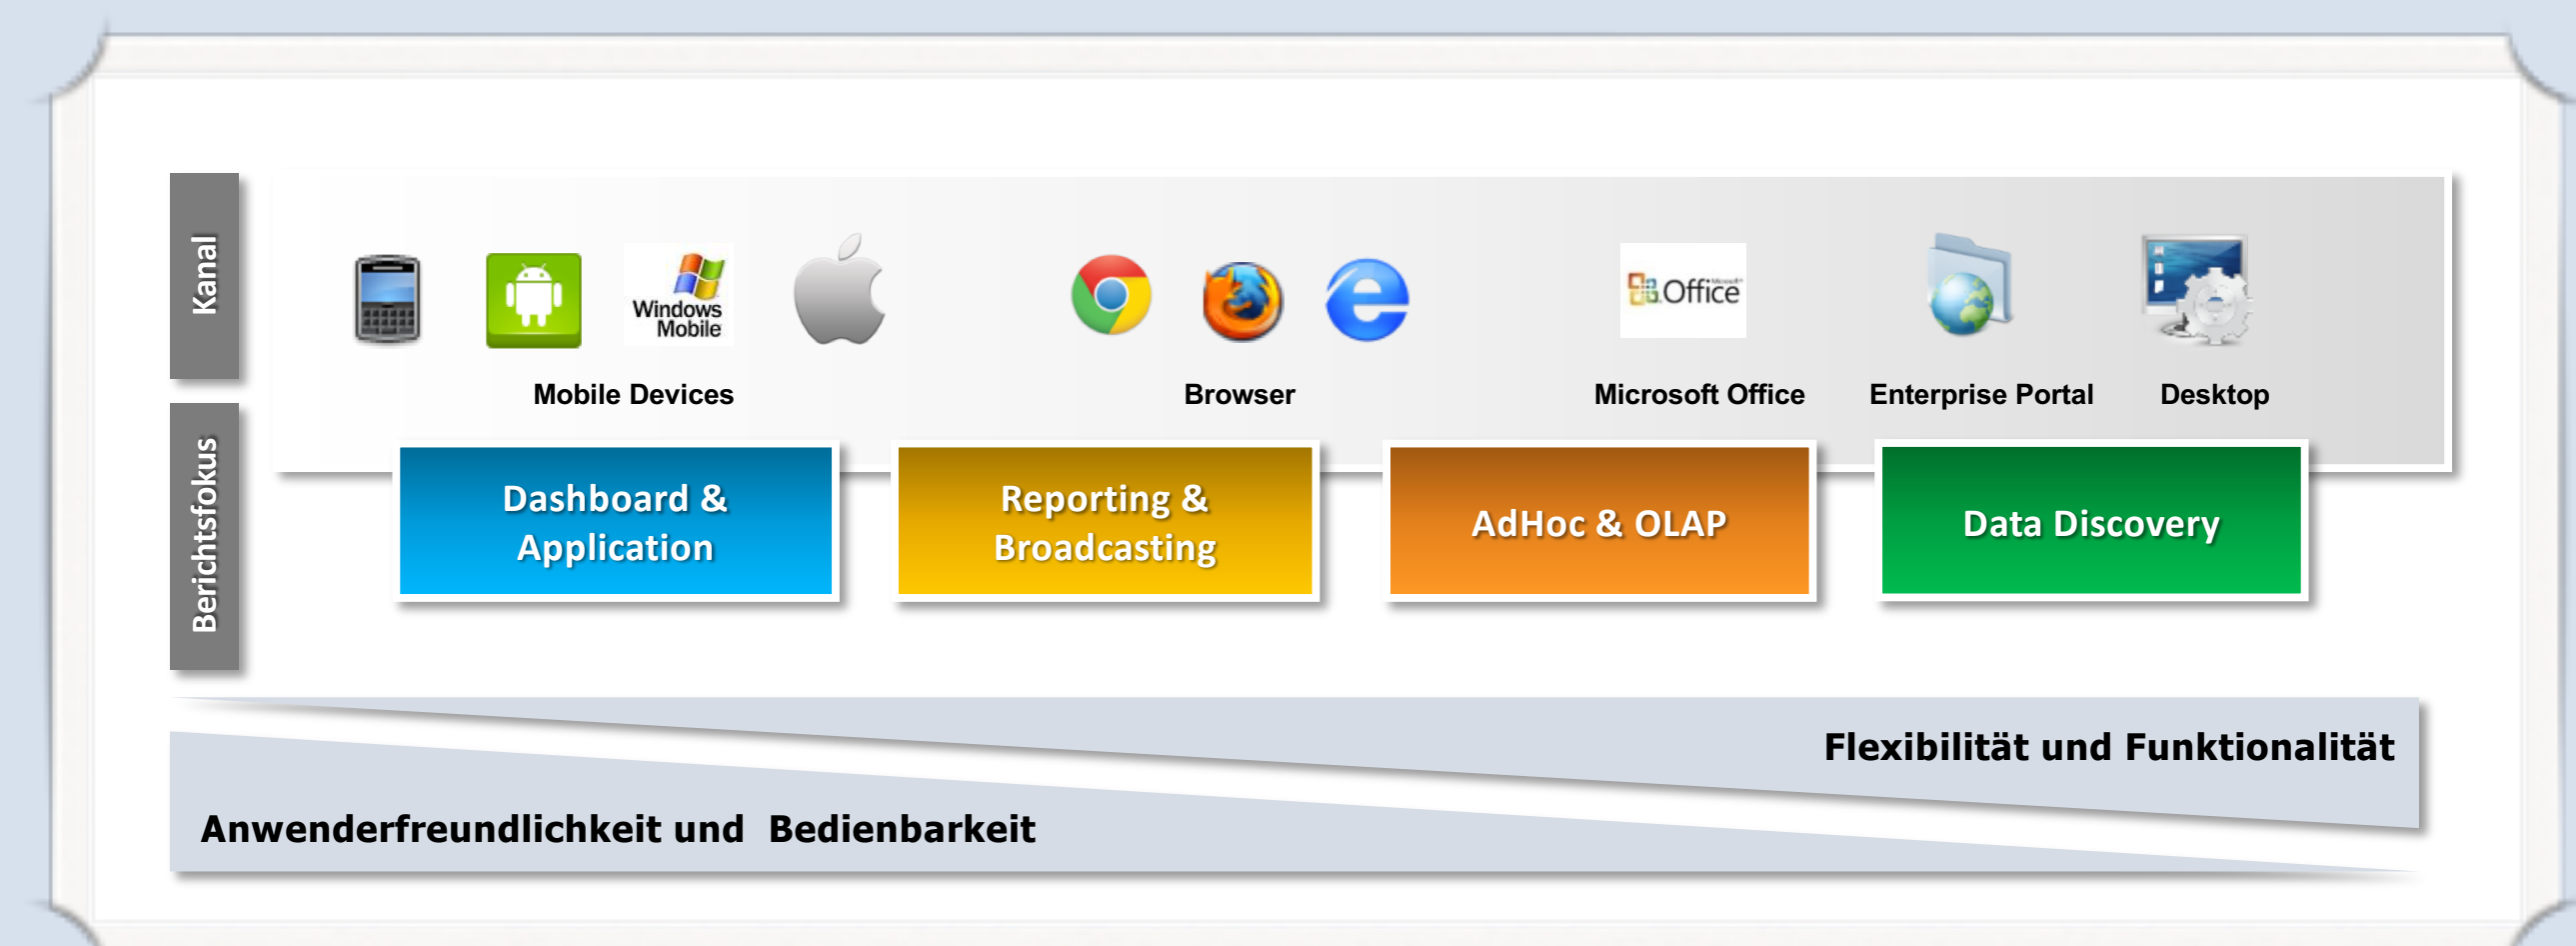 Kanal
Windows
Mobile
Office
Mobile Devices
Browser
Microsoft Office
Enterprise Portal
Desktop
Berichtsfokus
Dashboard &
Application
Reporting &
Broadcasting
AdHoc & OLAP
Data Discovery
Flexibilität und Funktionalität
Anwenderfreundlichkeit und  Bedienbarkeit